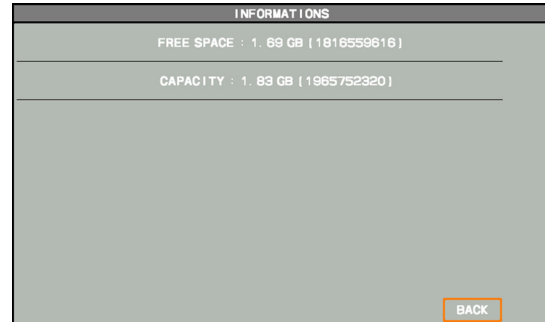 INFORMATIONS
FREE SPACE : 1. 69 GB (1816559616)
CAPACITY : 1. 83 GB (1965752320)
BACK